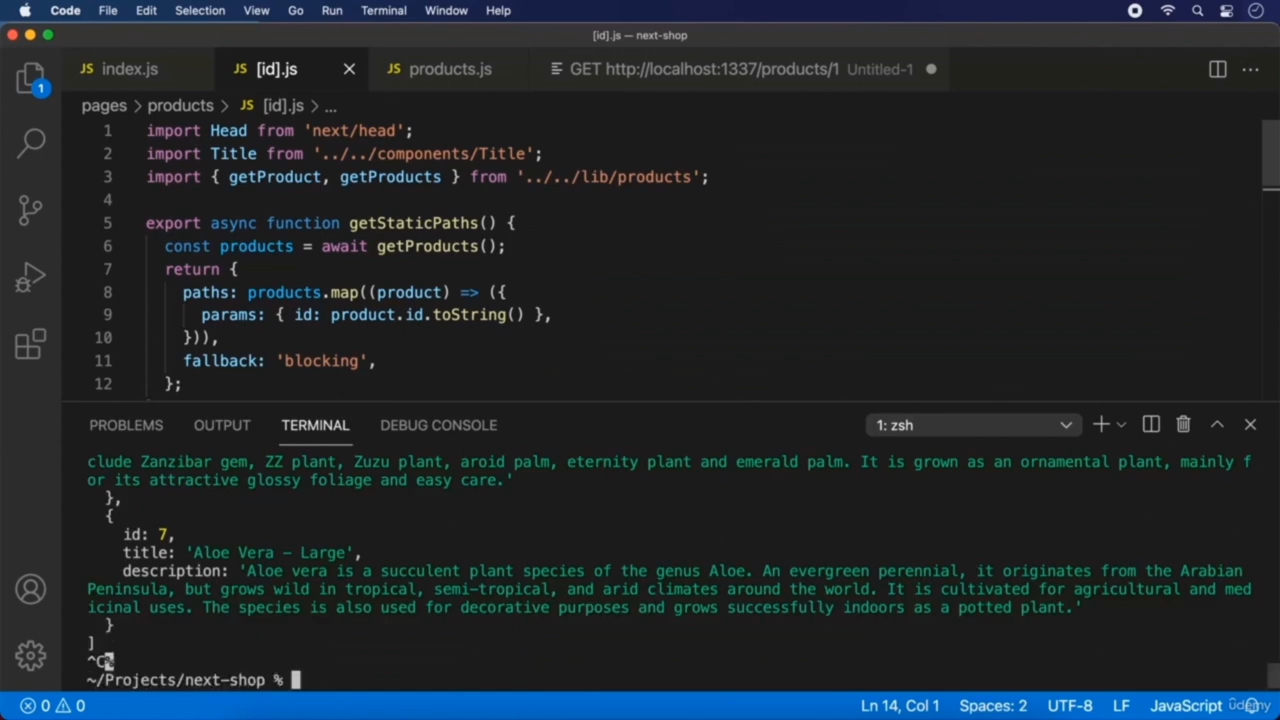 Code File Edit Selection View Go Run Terminal Window Help
[id].js — next-shop
JS index.js JS [id].js JS products.js GET http://localhost:1337/products/1 Untitled-1
1
pages > products > JS [id].js > ...
1 import Head from 'next/head';
2 import Title from '../../components/Title';
3 import { getProduct, getProducts } from '../../lib/products';
4
5 export async function getStaticPaths() {
6 const products = await getProducts();
7 return {
8 paths: products.map((product) => ({
9 params: { id: product.id.toString() },
10 })),
11 fallback: 'blocking',
12 };
PROBLEMS OUTPUT TERMINAL DEBUG CONSOLE 1: zsh
clude Zanzibar gem, ZZ plant, Zuzu plant, aroid palm, eternity plant and emerald palm. It is grown as an ornamental plant, mainly f
or its attractive glossy foliage and easy care.'
},
{
id: 7,
title: 'Aloe Vera – Large',
description: 'Aloe vera is a succulent plant species of the genus Aloe. An evergreen perennial, it originates from the Arabian
Peninsula, but grows wild in tropical, semi-tropical, and arid climates around the world. It is cultivated for agricultural and med
icinal uses. The species is also used for decorative purposes and grows successfully indoors as a potted plant.'
}
]
^C%
~/Projects/next-shop %
0 0 Ln 14, Col 1 Spaces: 2 UTF-8 LF JavaScript udemy